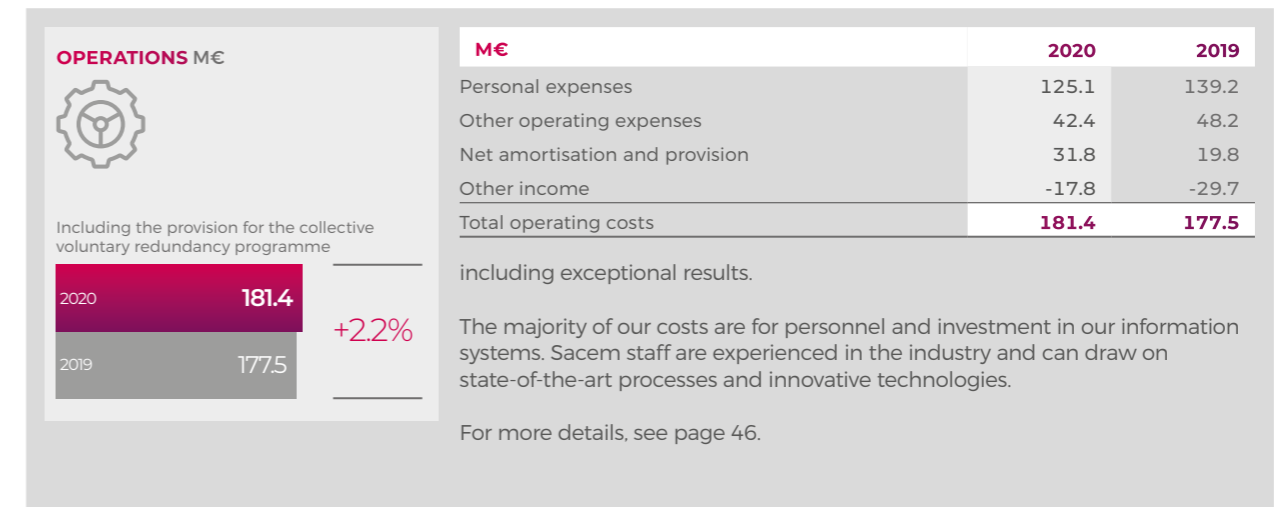 OPERATIONS M€
Including the provision for the collective
voluntary redundancy programme
2020 181.4
2019 177.5
+2.2%
M€ 2020 2019
Personal expenses 125.1 139.2
Other operating expenses 42.4 48.2
Net amortisation and provision 31.8 19.8
Other income -17.8 -29.7
Total operating costs 181.4 177.5
including exceptional results.
The majority of our costs are for personnel and investment in our information
systems. Sacem staff are experienced in the industry and can draw on
state-of-the-art processes and innovative technologies.
For more details, see page 46.